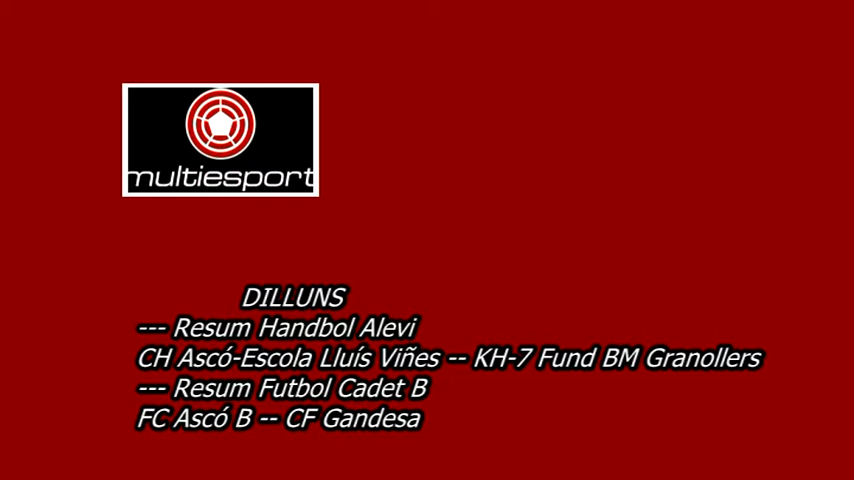 multiesport
DILLUNS
--- Resum Handbol Alevi
CH Ascó-Escola Lluís Viñes -- KH-7 Fund BM Granollers
--- Resum Futbol Cadet B
FC Ascó B -- CF Gandesa